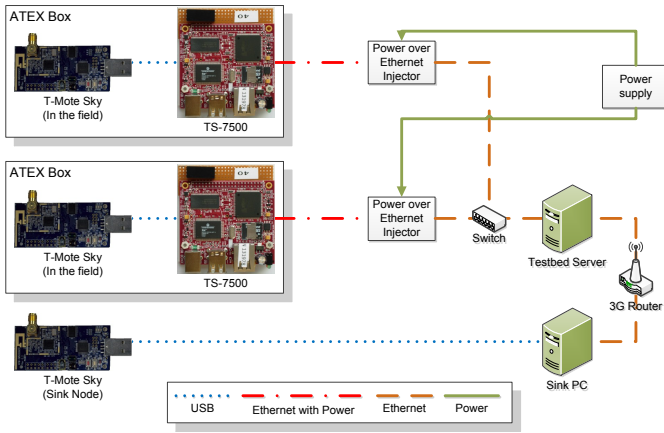 ATEX Box
T-Mote Sky
(In the field)
TS-7500
Power over
Ethernet
Injector
Power
supply
ATEX Box
T-Mote Sky
(In the field)
TS-7500
Power over
Ethernet
Injector
Switch
Testbed Server
3G Router
T-Mote Sky
(Sink Node)
Sink PC
USB
Ethernet with Power
Ethernet
Power